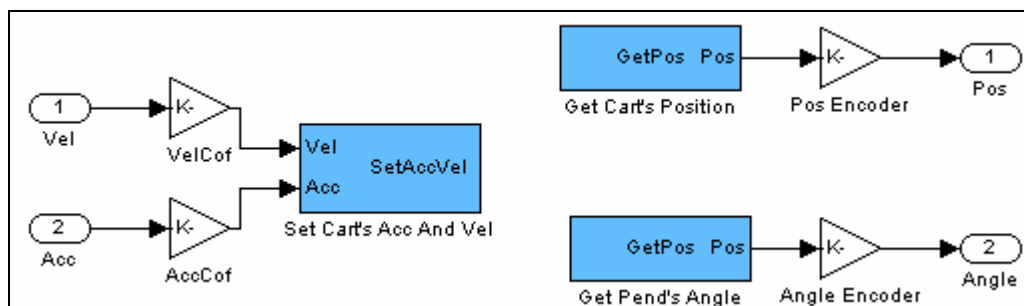 1
Vel
K-
VelCof
2
Acc
K-
AccCof
Vel
SetAccVel
Acc
Set Cart's Acc And Vel
GetPos Pos
Get Cart's Position
K-
Pos Encoder
1
Pos
GetPos Pos
Get Pend's Angle
K-
Angle Encoder
2
Angle